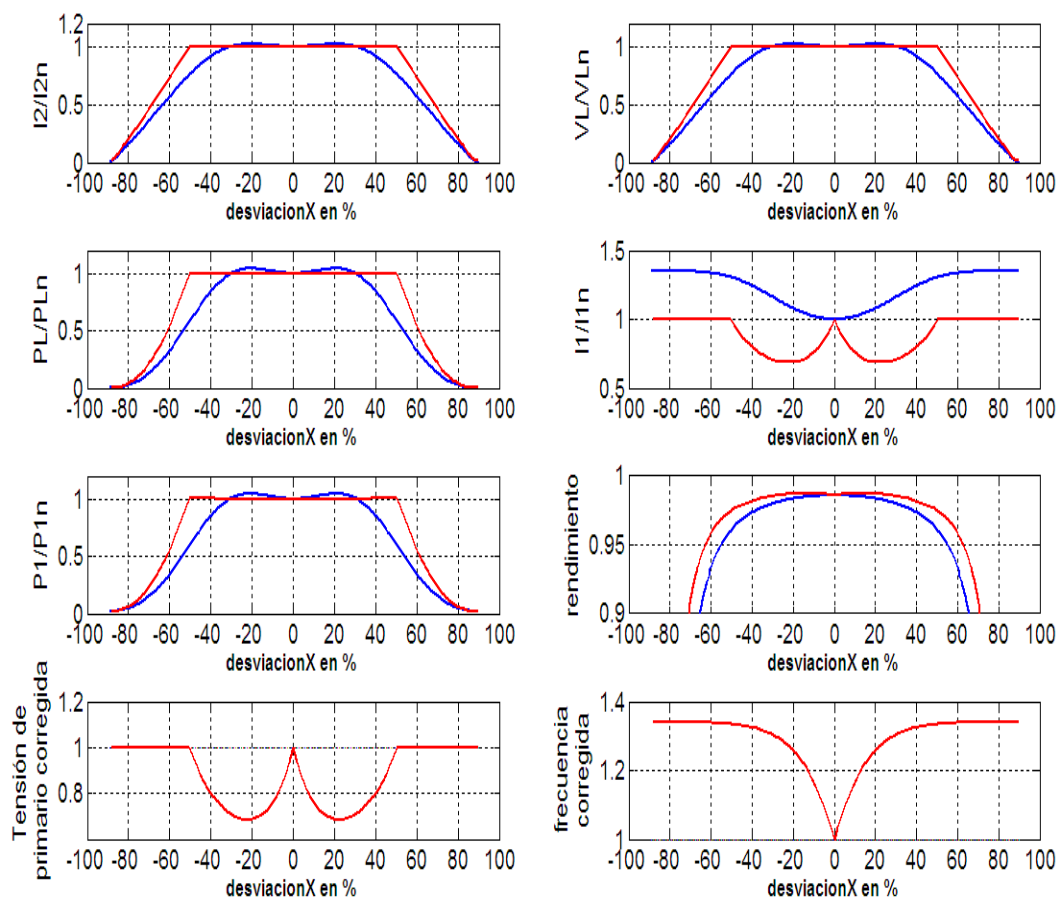 I2/I2n
1.2
1
0.5
0
-100 -80 -60 -40 -20 0 20 40 60 80 100
desviacionX en %
VL/VLn
1
0.5
0
-100 -80 -60 -40 -20 0 20 40 60 80 100
desviacionX en %
PL/PLn
1
0.5
0
-100 -80 -60 -40 -20 0 20 40 60 80 100
desviacionX en %
I1/I1n
1.5
1
0.5
-100 -80 -60 -40 -20 0 20 40 60 80 100
desviacionX en %
P1/P1n
1
0.5
0
-100 -80 -60 -40 -20 0 20 40 60 80 100
desviacionX en %
rendimiento
1
0.95
0.9
-100 -80 -60 -40 -20 0 20 40 60 80 100
desviacionX en %
Tensión de
primario corregida
1.2
1
0.8
-100 -80 -60 -40 -20 0 20 40 60 80 100
desviacionX en %
frecuencia
corregida
1.4
1.2
1
-100 -80 -60 -40 -20 0 20 40 60 80 100
desviacionX en %